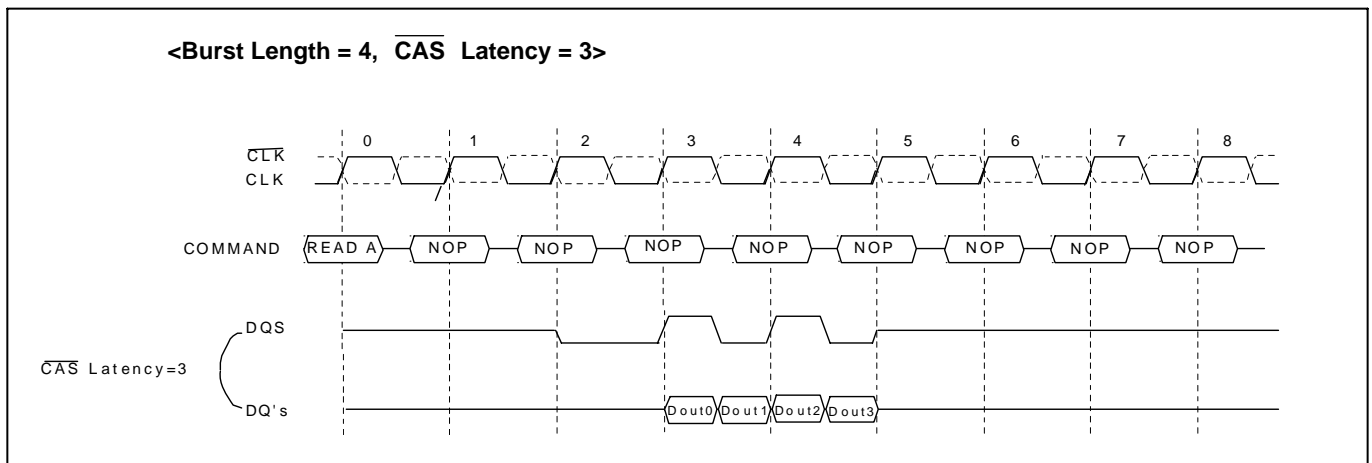 <Burst Length = 4, CAS Latency = 3>
0 1 2 3 4 5 6 7 8
CLK
CLK
COMMAND READ A NOP NOP NOP NOP NOP NOP NOP NOP
DQS
CAS Latency=3
DQ's Dout0 Dout1 Dout2 Dout3